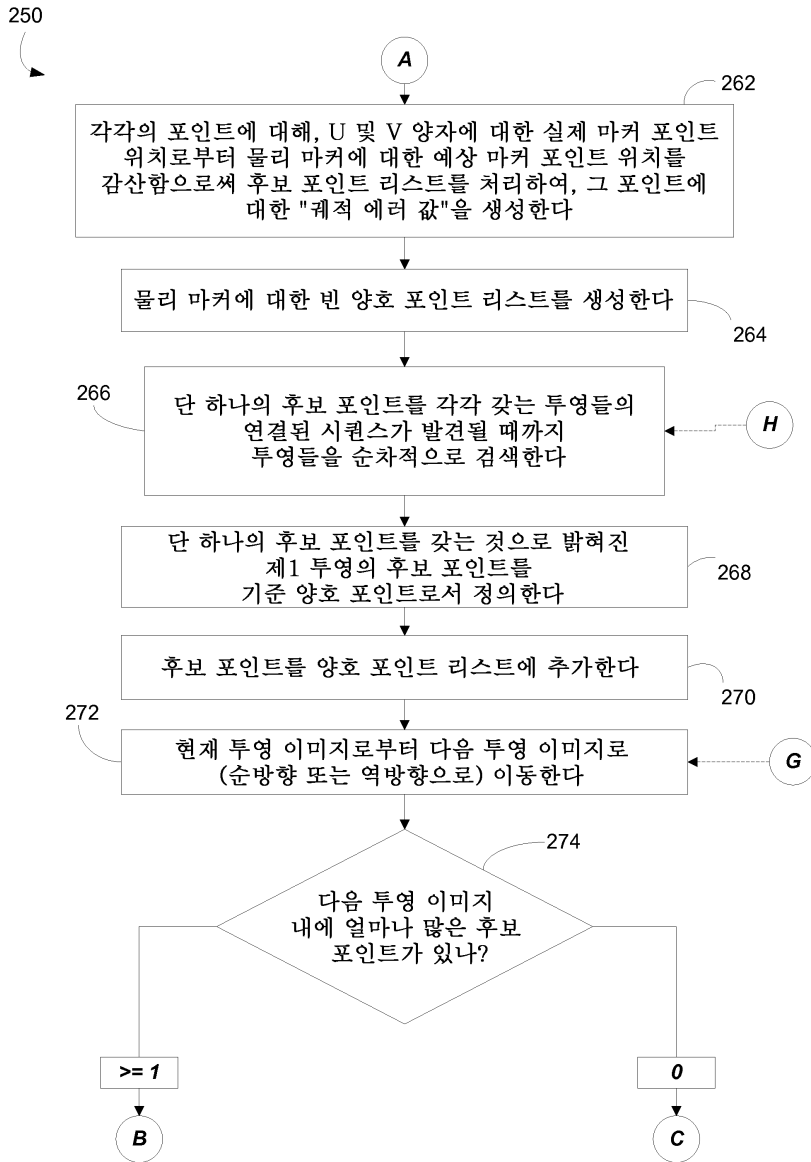 250
A
262
각각의 포인트에 대해, U 및 V 양자에 대한 실제 마커 포인트
위치로부터 물리 마커에 대한 예상 마커 포인트 위치를
감산함으로써 후보 포인트 리스트를 처리하여, 그 포인트에
대한 "궤적 에러 값"을 생성한다
물리 마커에 대한 빈 양호 포인트 리스트를 생성한다
264
266
단 하나의 후보 포인트를 각각 갖는 투영들의
연결된 시퀀스가 발견될 때까지
투영들을 순차적으로 검색한다
H
단 하나의 후보 포인트를 갖는 것으로 밝혀진
제1 투영의 후보 포인트를
기준 양호 포인트로서 정의한다
268
후보 포인트를 양호 포인트 리스트에 추가한다
270
272
현재 투영 이미지로부터 다음 투영 이미지로
(순방향 또는 역방향으로) 이동한다
G
274
다음 투영 이미지
내에 얼마나 많은 후보
포인트가 있나?
>= 1
0
B
C